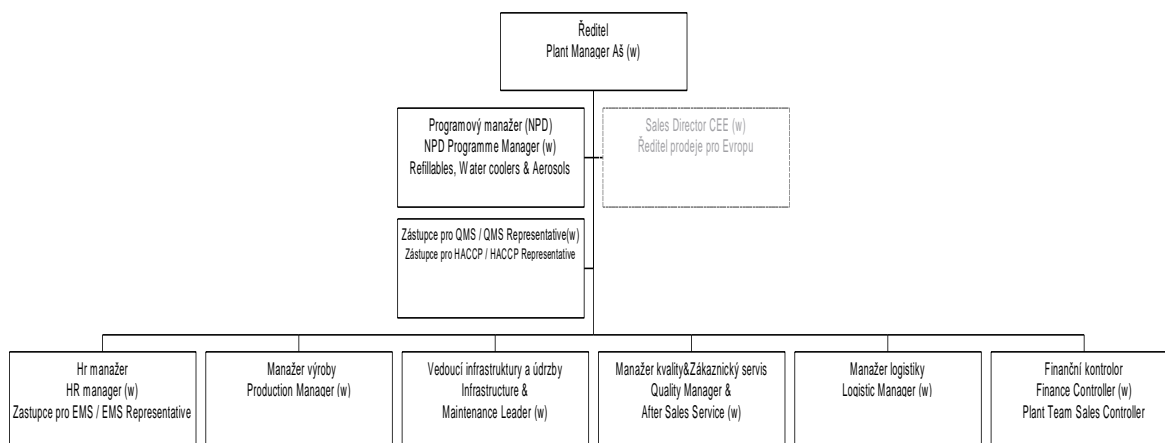 Ředitel
Plant Manager Aš (w)
Programový manažer (NPD)
NPD Programme Manager (w)
Refillables, Water coolers & Aerosols
Sales Director CEE (w)
Ředitel prodeje pro Evropu
Zástupce pro QMS / QMS Representative(w)
Zástupce pro HACCP / HACCP Representative
Hr manažer
HR manager (w)
Zastupce pro EMS / EMS Representative
Manažer výroby
Production Manager (w)
Vedoucí infrastruktury a údrzby
Infrastructure &
Maintenance Leader (w)
Manažer kvality&Zákaznický servis
Quality Manager &
After Sales Service (w)
Manažer logistiky
Logistic Manager (w)
Finanční kontrolor
Finance Controller (w)
Plant Team Sales Controller